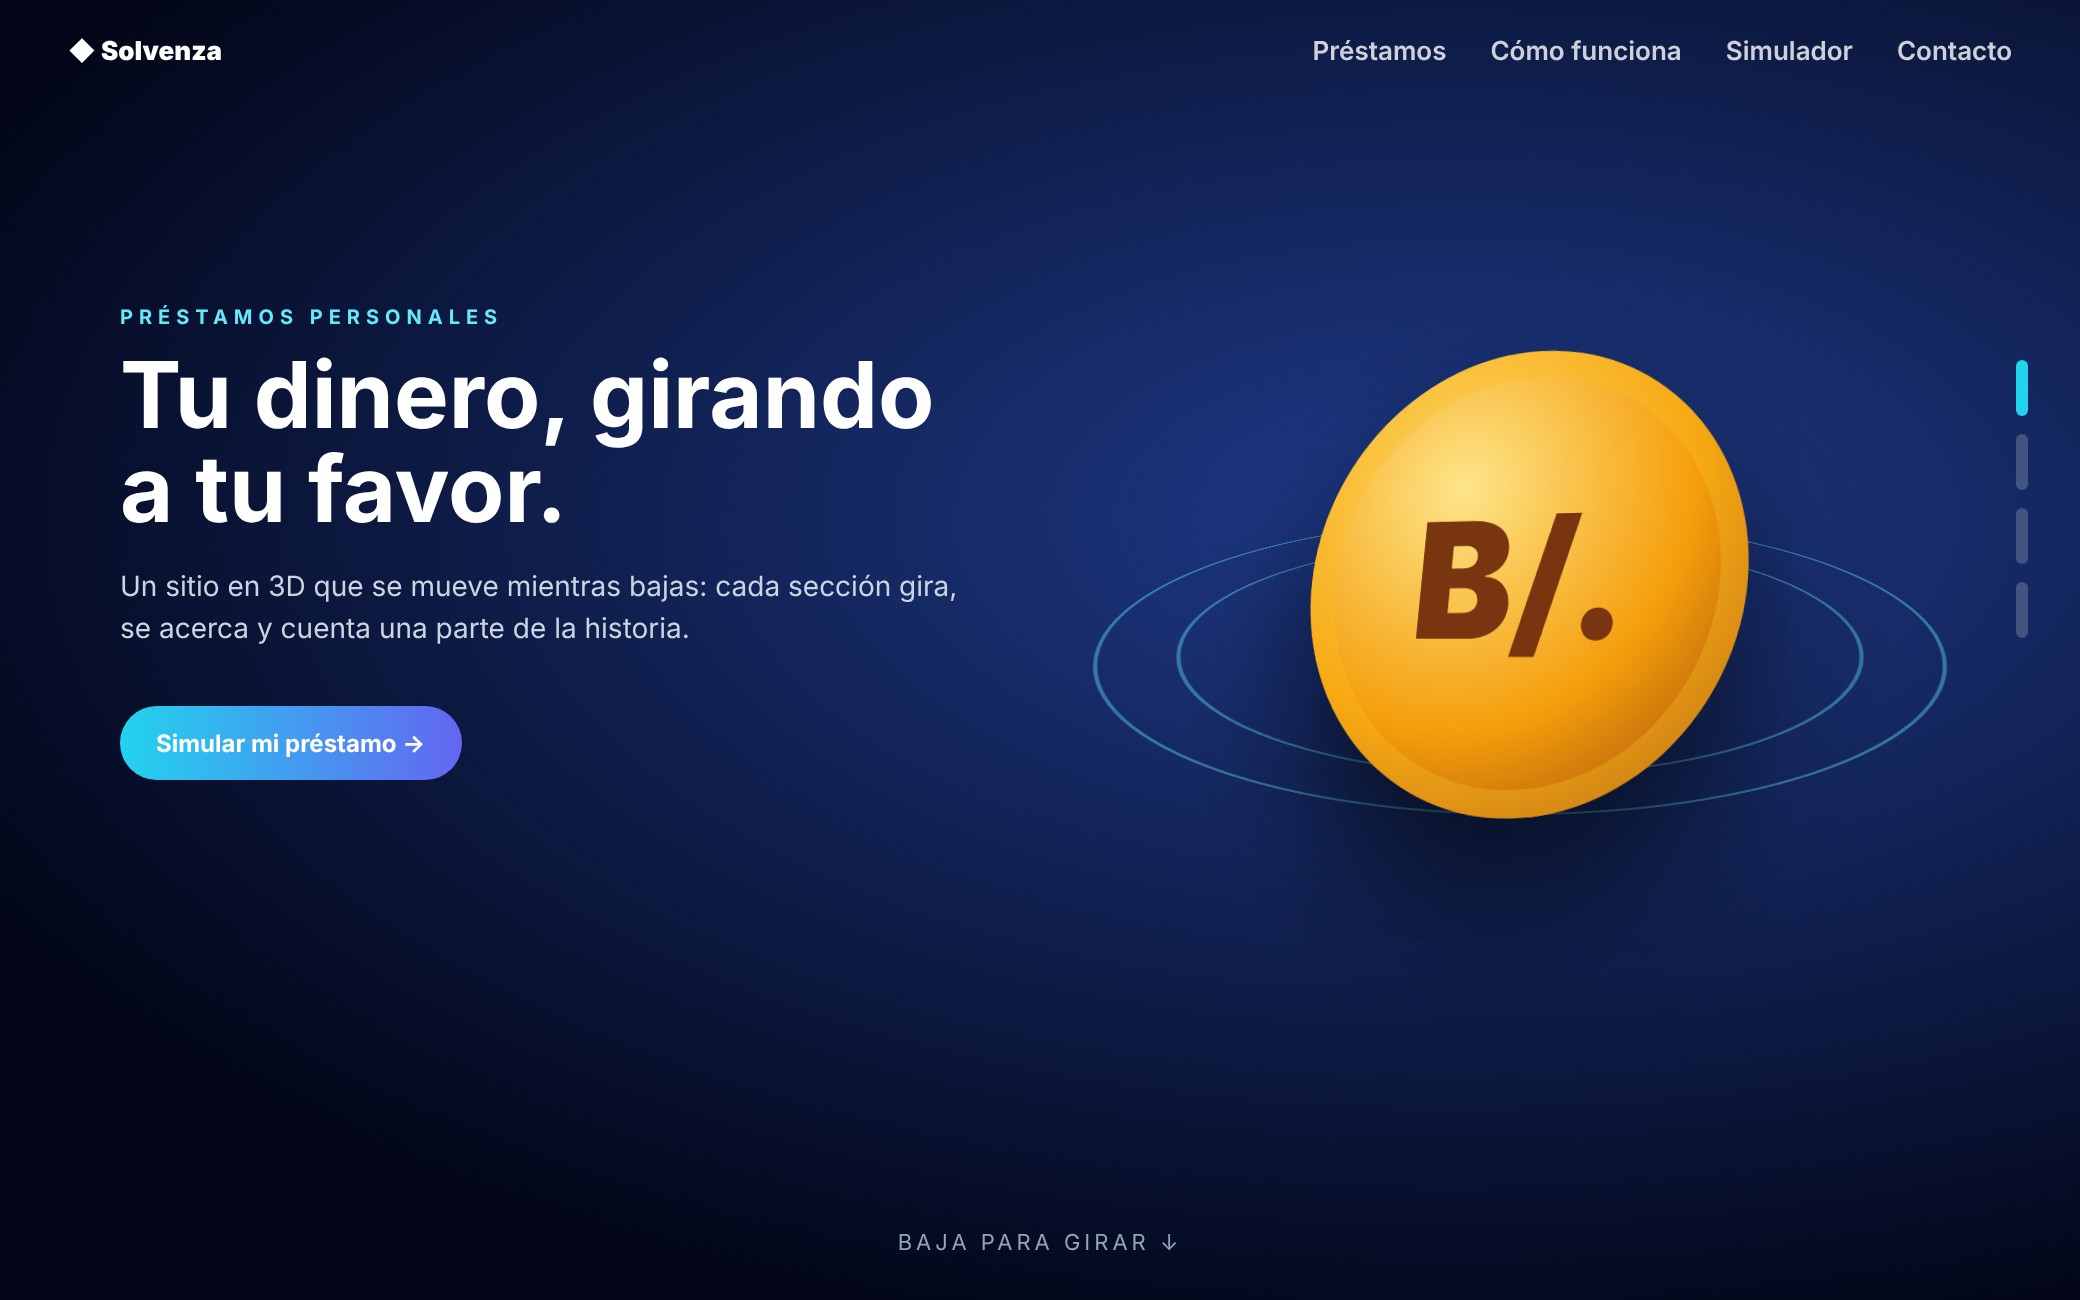 ◆ Solvenza
Préstamos Cómo funciona Simulador Contacto
PRÉSTAMOS PERSONALES
Tu dinero, girando
a tu favor.
Un sitio en 3D que se mueve mientras bajas: cada sección gira,
se acerca y cuenta una parte de la historia.
Simular mi préstamo →
B/.
BAJA PARA GIRAR ↓